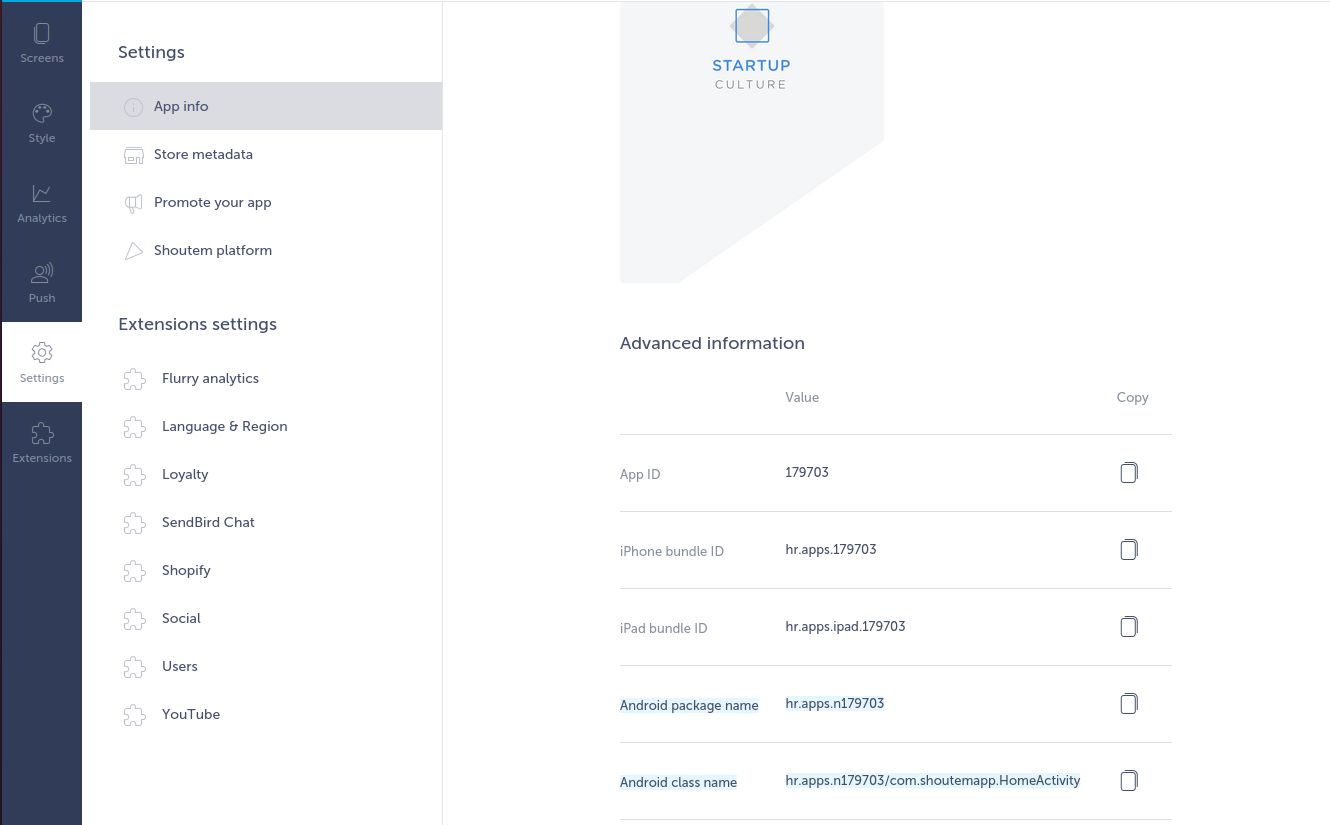 Screens
Style
Analytics
Push
Settings
Extensions
Settings
App info
Store metadata
Promote your app
Shoutem platform
Extensions settings
Flurry analytics
Language & Region
Loyalty
SendBird Chat
Shopify
Social
Users
YouTube
STARTUP
CULTURE
Advanced information
Value Copy
App ID 179703
iPhone bundle ID hr.apps.179703
iPad bundle ID hr.apps.ipad.179703
Android package name hr.apps.n179703
Android class name hr.apps.n179703/com.shoutemapp.HomeActivity